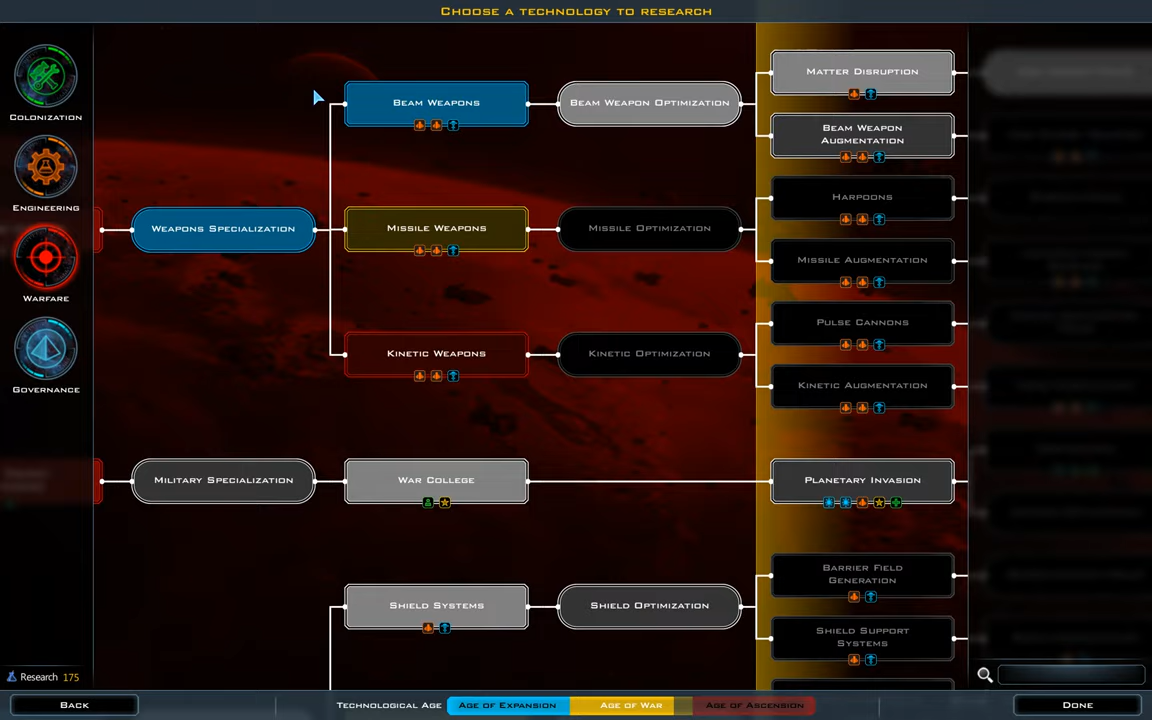 Choose a technology to research
Colonization
Engineering
Warfare
Governance
Beam Weapons
Beam Weapon Optimization
Matter Disruption
Beam Weapon
Augmentation
Harpoons
Weapons Specialization
Missile Weapons
Missile Optimization
Missile Augmentation
Pulse Cannons
Kinetic Weapons
Kinetic Optimization
Kinetic Augmentation
Military Specialization
War College
Planetary Invasion
Barrier Field
Generation
Shield Systems
Shield Optimization
Shield Support
Systems
Research 175
Back
Technological Age
Age of Expansion
Age of War
Age of Ascension
Done